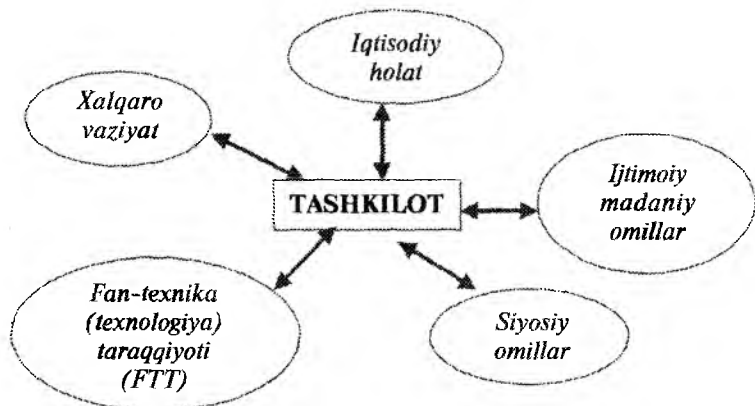 Iqtisodiy
holat
Xalqaro
vaziyat
TASHKILOT
Ijtimoiy
madaniy
omillar
Fan-texnika
(texnologiya)
taraqqiyoti
(FTT)
Siyosiy
omillar